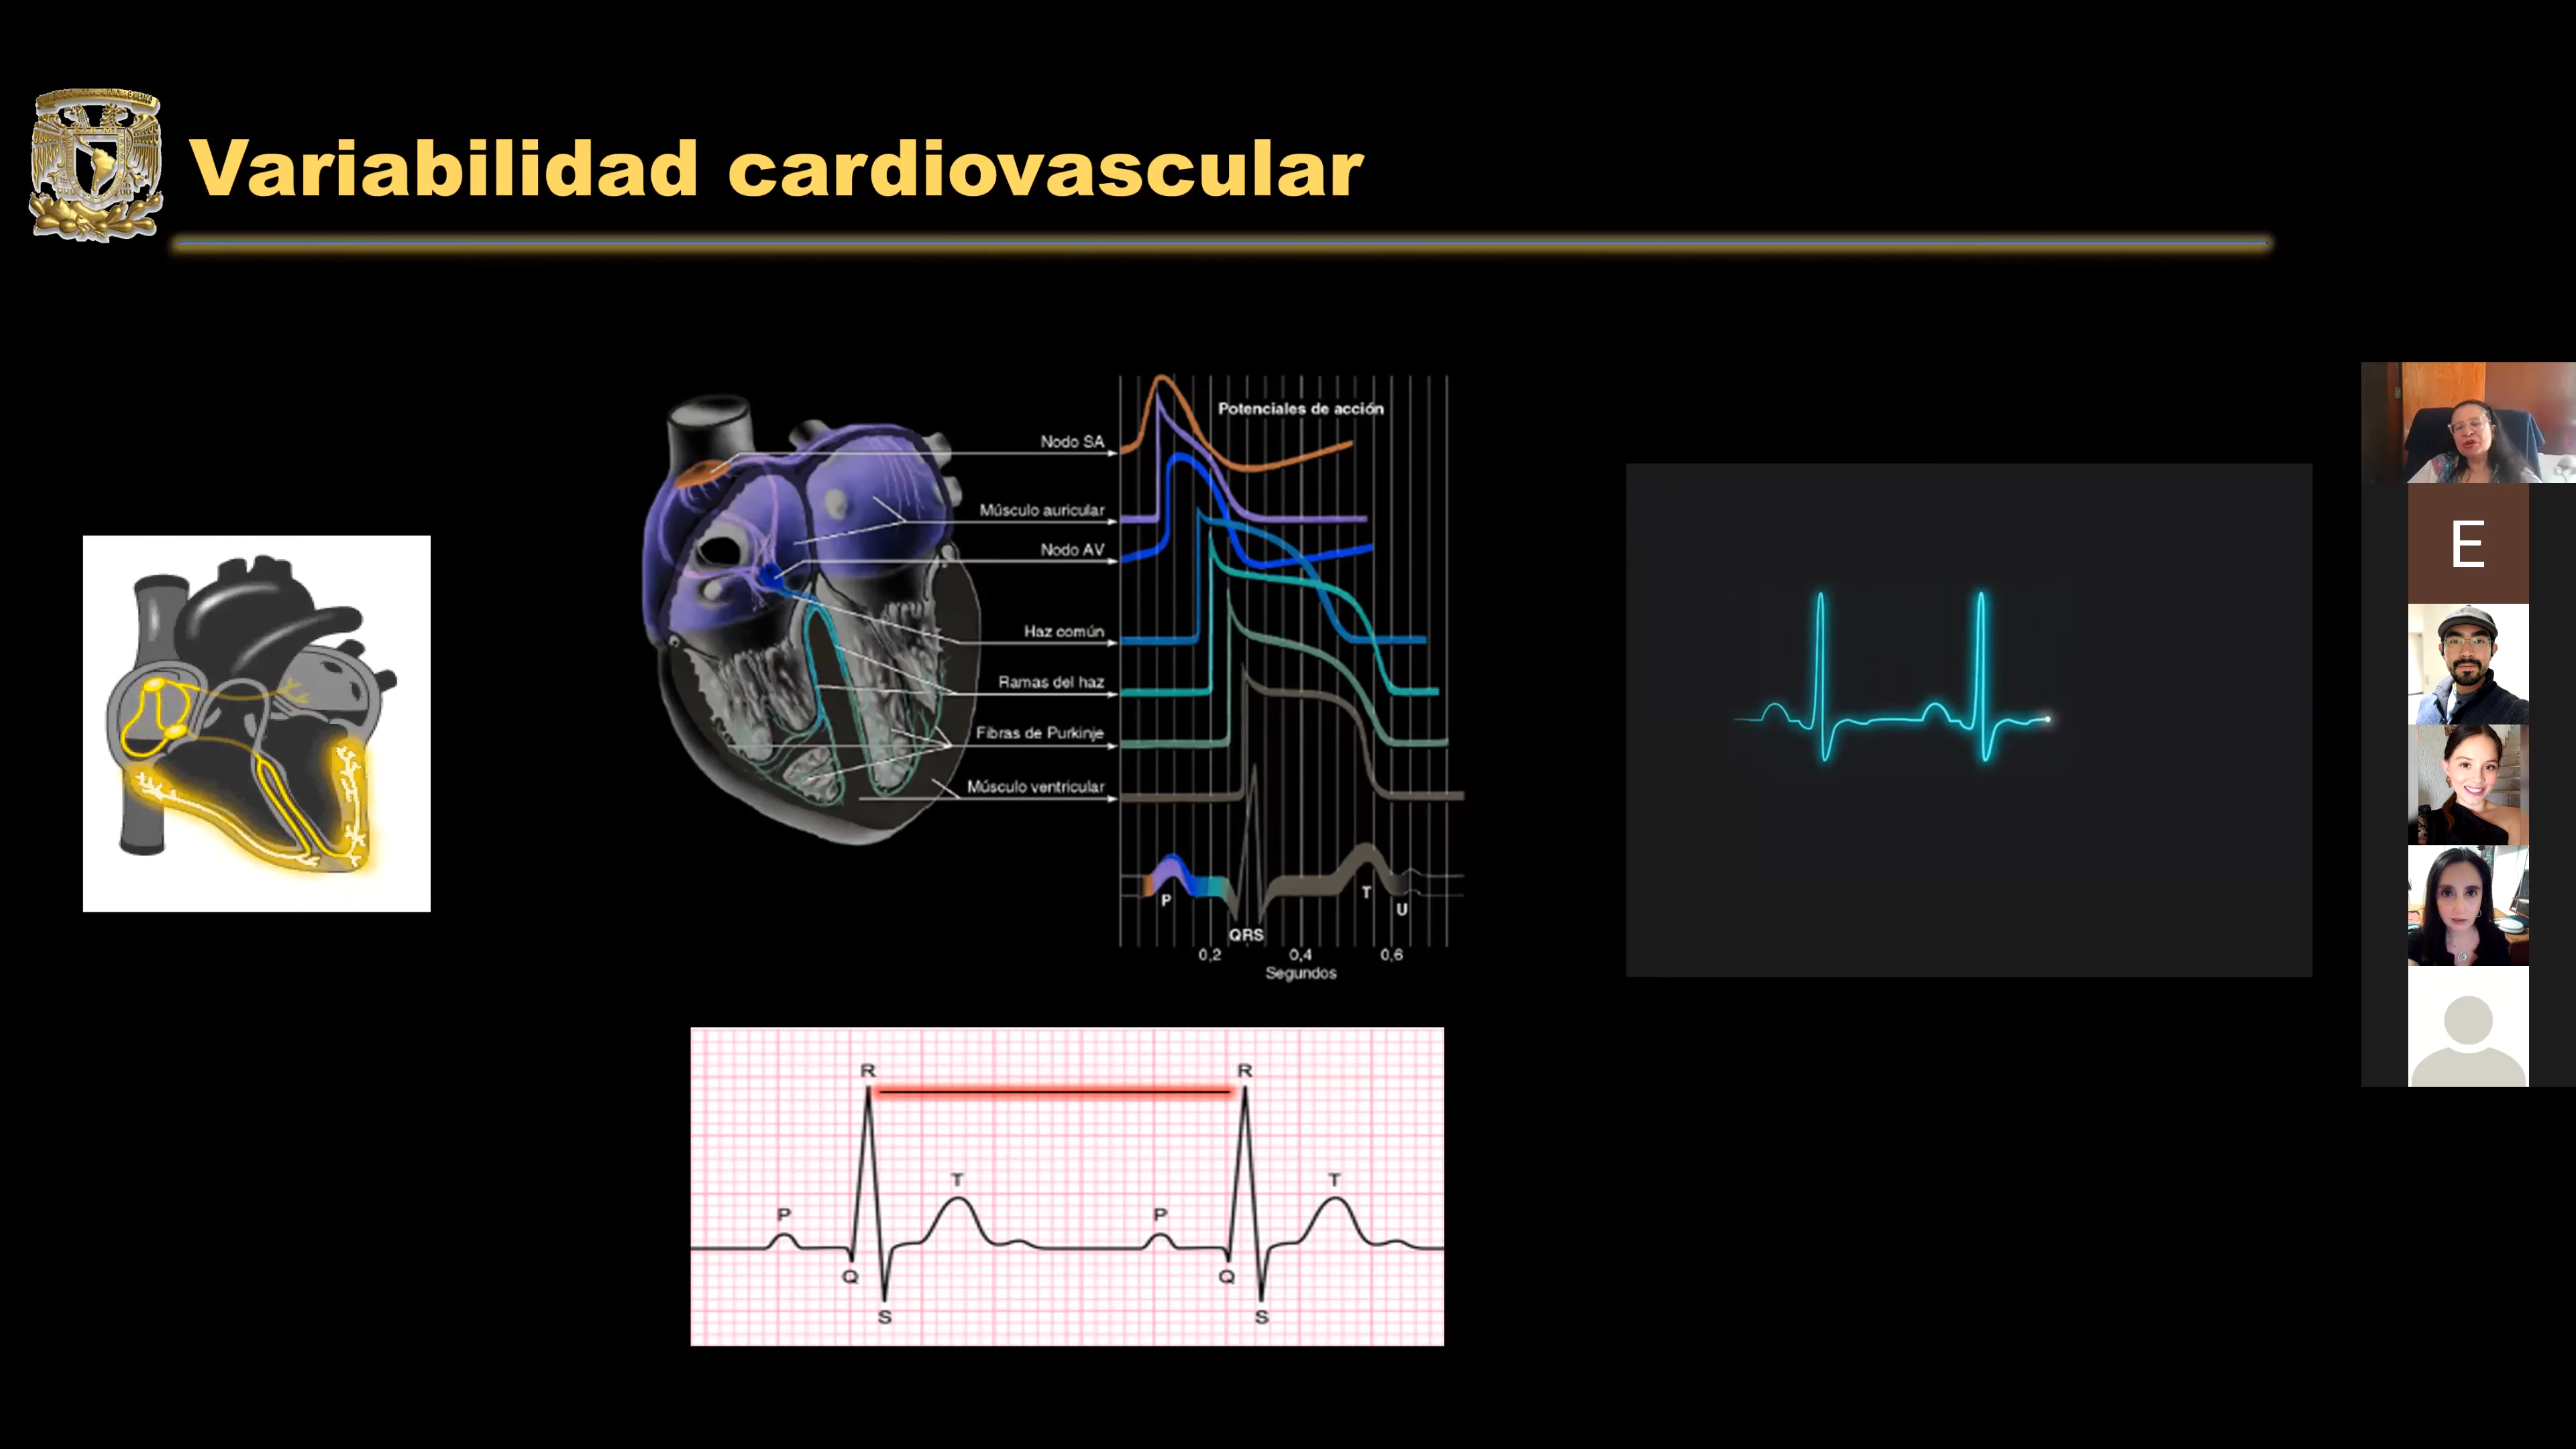 Variabilidad cardiovascular
Potenciales de acción
Nodo SA
Músculo auricular
Nodo AV
Haz común
Ramas del haz
Fibras de Purkinje
Músculo ventricular
P
T
U
QRS
0,2 0,4 0,6
Segundos
E
R R
T T
P P
Q Q
S S